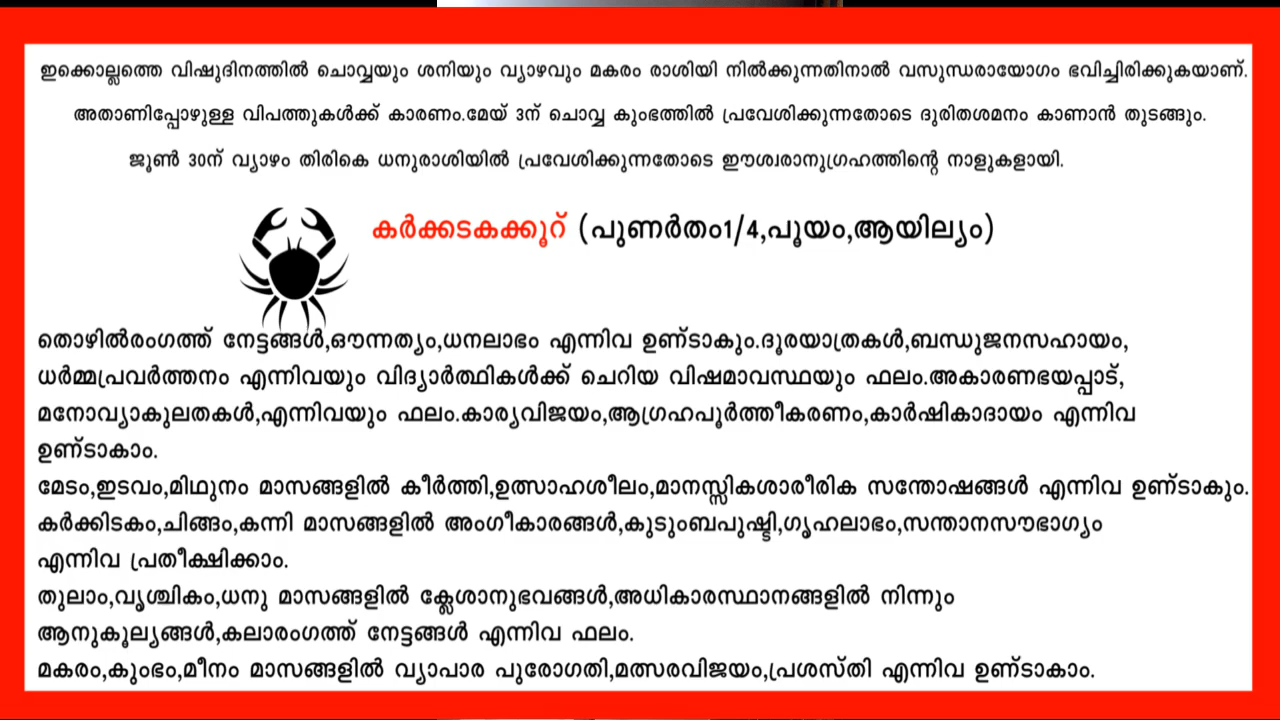 ഇക്കൊല്ലത്തെ വിഷുദിനത്തിൽ ചൊവ്വയും ശനിയും വ്യാഴവും മകരം രാശിയി നിൽക്കുന്നതിനാൽ വസുന്ധരായോഗം ഭവിച്ചിരിക്കുകയാണ്.
അതാണിപ്പോഴുള്ള വിപത്തുകൾക്ക് കാരണം.മേയ് 3ന് ചൊവ്വ കുംഭത്തിൽ പ്രവേശിക്കുന്നതോടെ ദുരിതശമനം കാണാൻ തുടങ്ങും.
ജൂൺ 30ന് വ്യാഴം തിരികെ ധനുരാശിയിൽ പ്രവേശിക്കുന്നതോടെ ഈശ്വരാനുഗ്രഹത്തിന്റെ നാളുകളായി.
കർക്കടകക്കൂറ് (പുണർതം1/4,പൂയം,ആയില്യം)
തൊഴിൽരംഗത്ത് നേട്ടങ്ങൾ,ഔന്നത്യം,ധനലാഭം എന്നിവ ഉണ്ടാകും.ദൂരയാത്രകൾ,ബന്ധുജനസഹായം,
ധർമ്മപ്രവർത്തനം എന്നിവയും വിദ്യാർത്ഥികൾക്ക് ചെറിയ വിഷമാവസ്ഥയും ഫലം.അകാരണഭയപ്പാട്,
മനോവ്യാകുലതകൾ,എന്നിവയും ഫലം.കാര്യവിജയം,ആഗ്രഹപൂർത്തീകരണം,കാർഷികാദായം എന്നിവ
ഉണ്ടാകാം.
മേടം,ഇടവം,മിഥുനം മാസങ്ങളിൽ കീർത്തി,ഉത്സാഹശീലം,മാനസ്സികശാരീരിക സന്തോഷങ്ങൾ എന്നിവ ഉണ്ടാകും.
കർക്കിടകം,ചിങ്ങം,കന്നി മാസങ്ങളിൽ അംഗീകാരങ്ങൾ,കുടുംബപുഷ്ടി,ഗൃഹലാഭം,സന്താനസൗഭാഗ്യം
എന്നിവ പ്രതീക്ഷിക്കാം.
തുലാം,വൃശ്ചികം,ധനു മാസങ്ങളിൽ ക്ലേശാനുഭവങ്ങൾ,അധികാരസ്ഥാനങ്ങളിൽ നിന്നും
ആനുകൂല്യങ്ങൾ,കലാരംഗത്ത് നേട്ടങ്ങൾ എന്നിവ ഫലം.
മകരം,കുംഭം,മീനം മാസങ്ങളിൽ വ്യാപാര പുരോഗതി,മത്സരവിജയം,പ്രശസ്തി എന്നിവ ഉണ്ടാകാം.